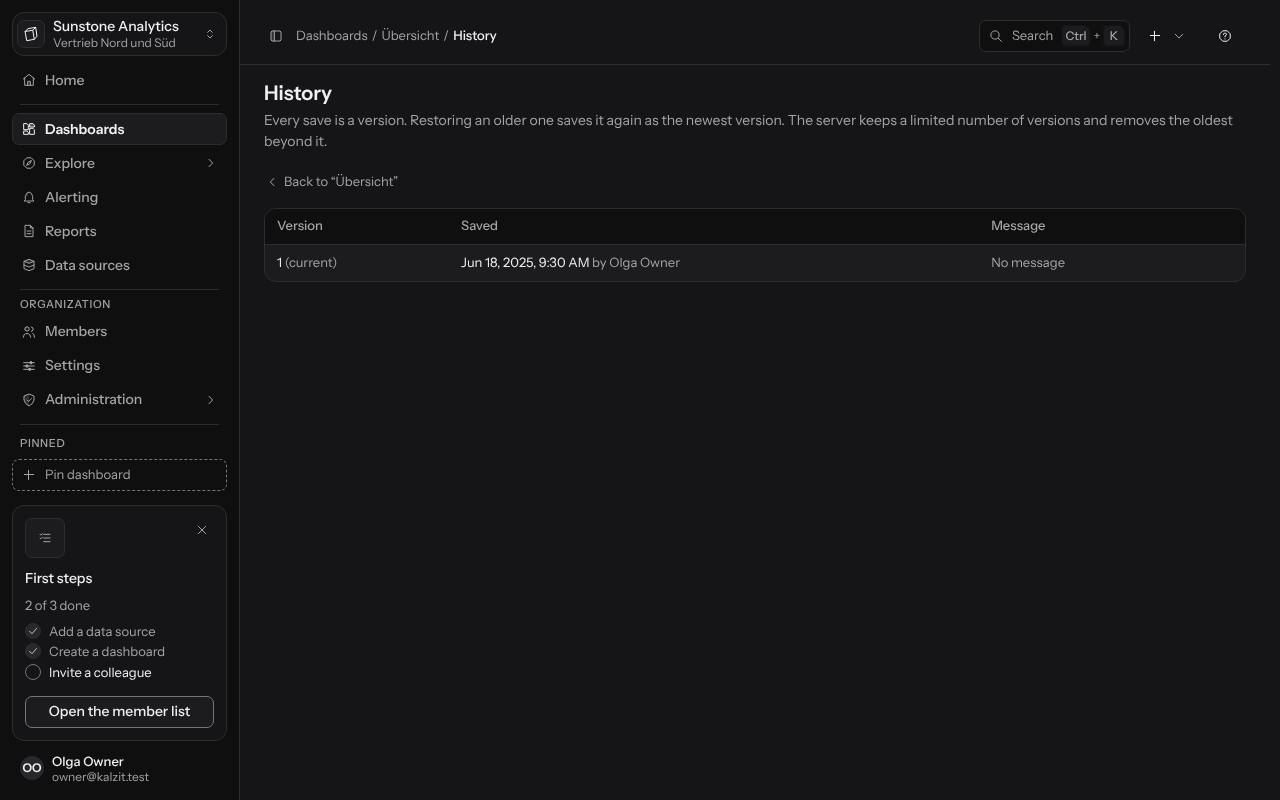 Sunstone Analytics
Vertrieb Nord und Süd
Home
Dashboards
Explore
Alerting
Reports
Data sources
ORGANIZATION
Members
Settings
Administration
PINNED
Pin dashboard
First steps
2 of 3 done
Add a data source
Create a dashboard
Invite a colleague
Open the member list
OO
Olga Owner
owner@kalzit.test
Dashboards / Übersicht / History
Search Ctrl + K
History
Every save is a version. Restoring an older one saves it again as the newest version. The server keeps a limited number of versions and removes the oldest
beyond it.
Back to “Übersicht”
Version Saved Message
1 (current) Jun 18, 2025, 9:30 AM by Olga Owner No message